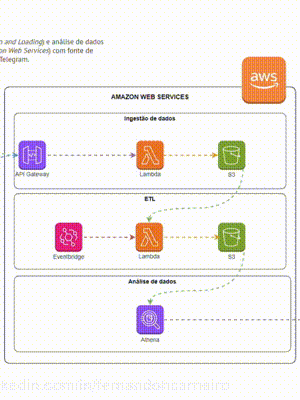 n and Loading) e análise de dados
on Web Services) com fonte de
Telegram.
aws
AMAZON WEB SERVICES
Ingestão de dados
API Gateway
Lambda
S3
ETL
Eventbridge
Lambda
S3
Análise de dados
Athena